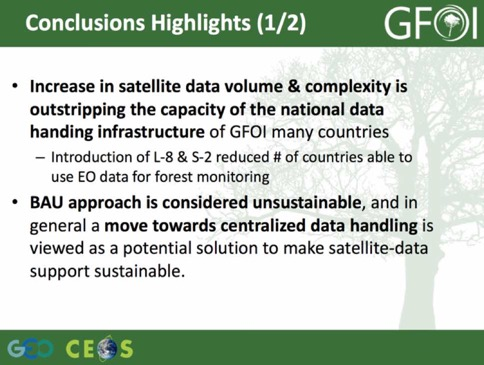 Conclusions Highlights (1/2)
GFOI
• Increase in satellite data volume & complexity is
outstripping the capacity of the national data
handing infrastructure of GFOI many countries
– Introduction of L-8 & S-2 reduced # of countries able to
use EO data for forest monitoring
• BAU approach is considered unsustainable, and in
general a move towards centralized data handling is
viewed as a potential solution to make satellite-data
support sustainable.
GEO CEOS